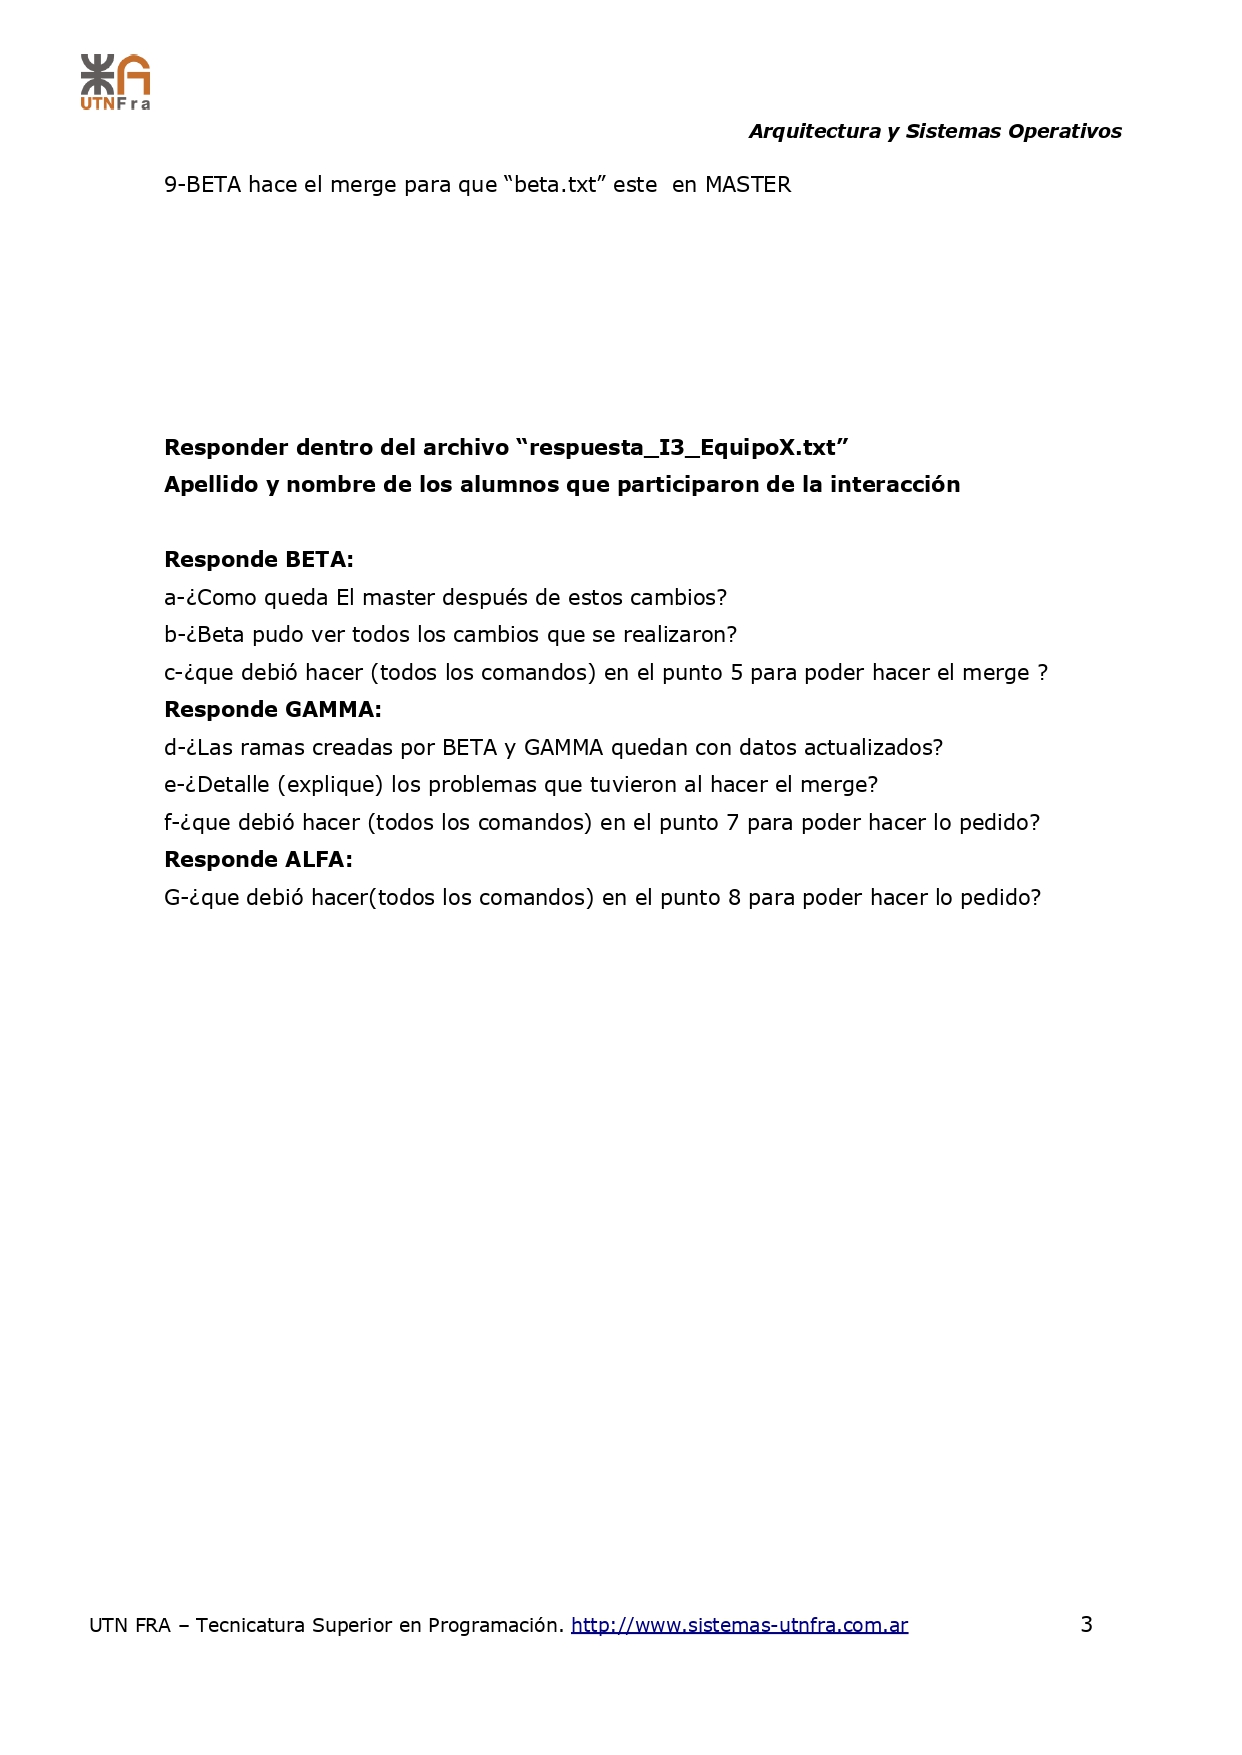 UTNFra
Arquitectura y Sistemas Operativos
9-BETA hace el merge para que “beta.txt” este  en MASTER
Responder dentro del archivo “respuesta_I3_EquipoX.txt”
Apellido y nombre de los alumnos que participaron de la interacción
Responde BETA:
a-¿Como queda El master después de estos cambios?
b-¿Beta pudo ver todos los cambios que se realizaron?
c-¿que debió hacer (todos los comandos) en el punto 5 para poder hacer el merge ?
Responde GAMMA:
d-¿Las ramas creadas por BETA y GAMMA quedan con datos actualizados?
e-¿Detalle (explique) los problemas que tuvieron al hacer el merge?
f-¿que debió hacer (todos los comandos) en el punto 7 para poder hacer lo pedido?
Responde ALFA:
G-¿que debió hacer(todos los comandos) en el punto 8 para poder hacer lo pedido?
UTN FRA – Tecnicatura Superior en Programación. http://www.sistemas-utnfra.com.ar 3